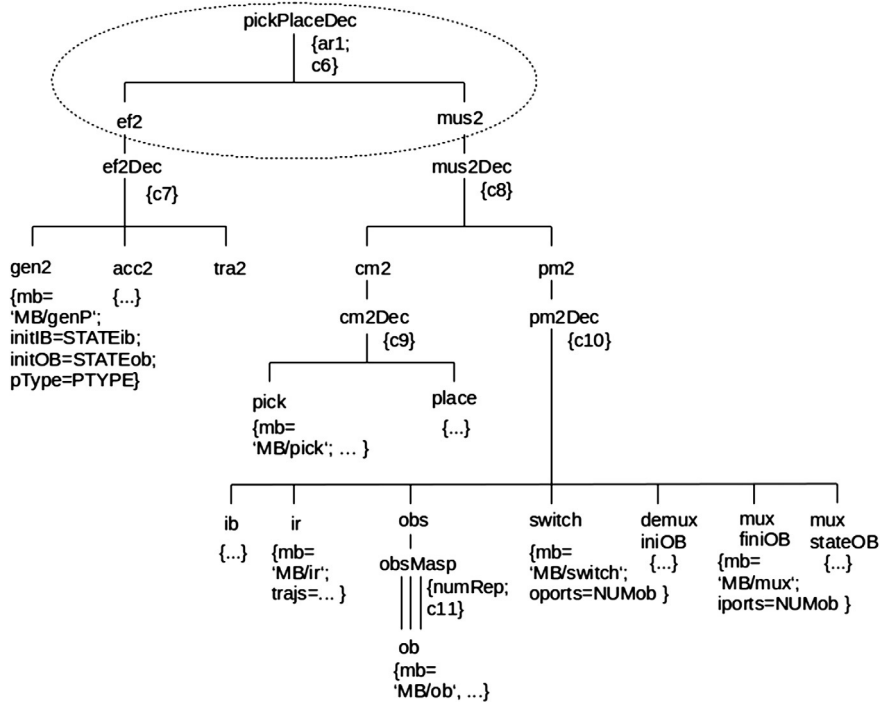 pickPlaceDec
{ar1;
c6}
ef2
mus2
ef2Dec
{c7}
mus2Dec
{c8}
gen2
acc2
tra2
cm2
pm2
{mb=
‘MB/genP‘;
initIB=STATEib;
initOB=STATEob;
pType=PTYPE}
{...}
cm2Dec
{c9}
pm2Dec
{c10}
pick
{mb=
‘MB/pick‘; ... }
place
{...}
ib
{...}
ir
{mb=
‘MB/ir‘;
trajs=... }
obs
obsMasp
{numRep;
c11}
ob
{mb=
‘MB/ob‘, ...}
switch
{mb=
‘MB/switch‘;
oports=NUMob }
demux
iniOB
{...}
mux
finiOB
{mb=
‘MB/mux‘;
iports=NUMob }
mux
stateOB
{...}